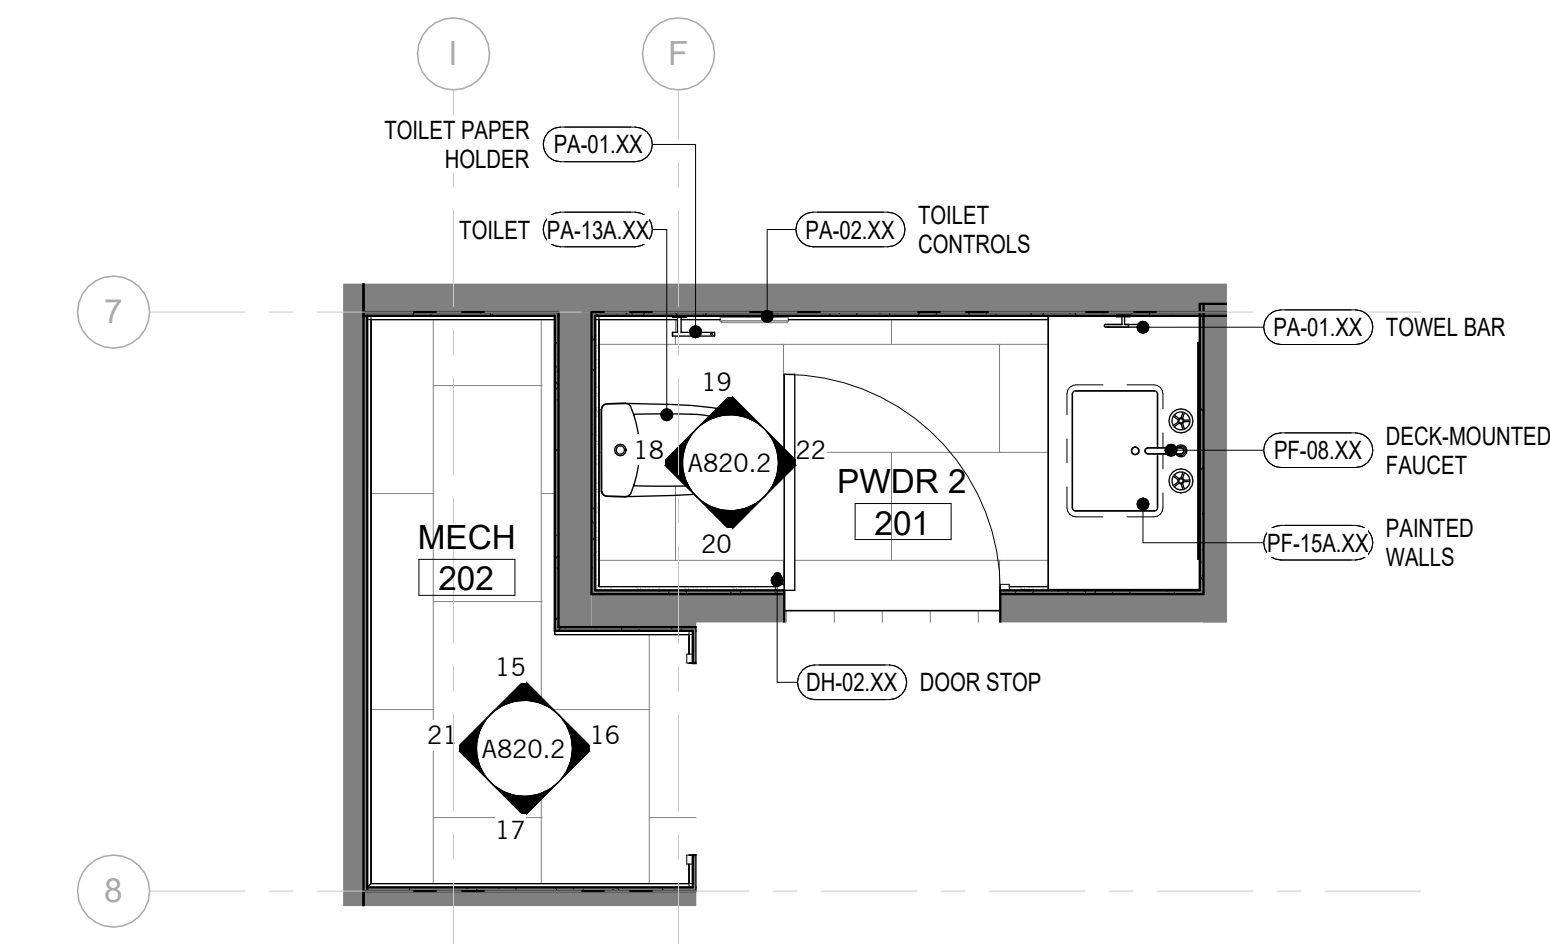 I
F
TOILET PAPER
HOLDER
PA-01.XX
TOILET
PA-13A.XX
PA-02.XX
TOILET
CONTROLS
7
PA-01.XX
TOWEL BAR
19
18
A820.2
22
20
PWDR 2
201
PF-08.XX
DECK-MOUNTED
FAUCET
PF-15A.XX
PAINTED
WALLS
MECH
202
DH-02.XX
DOOR STOP
15
21
A820.2
16
17
8